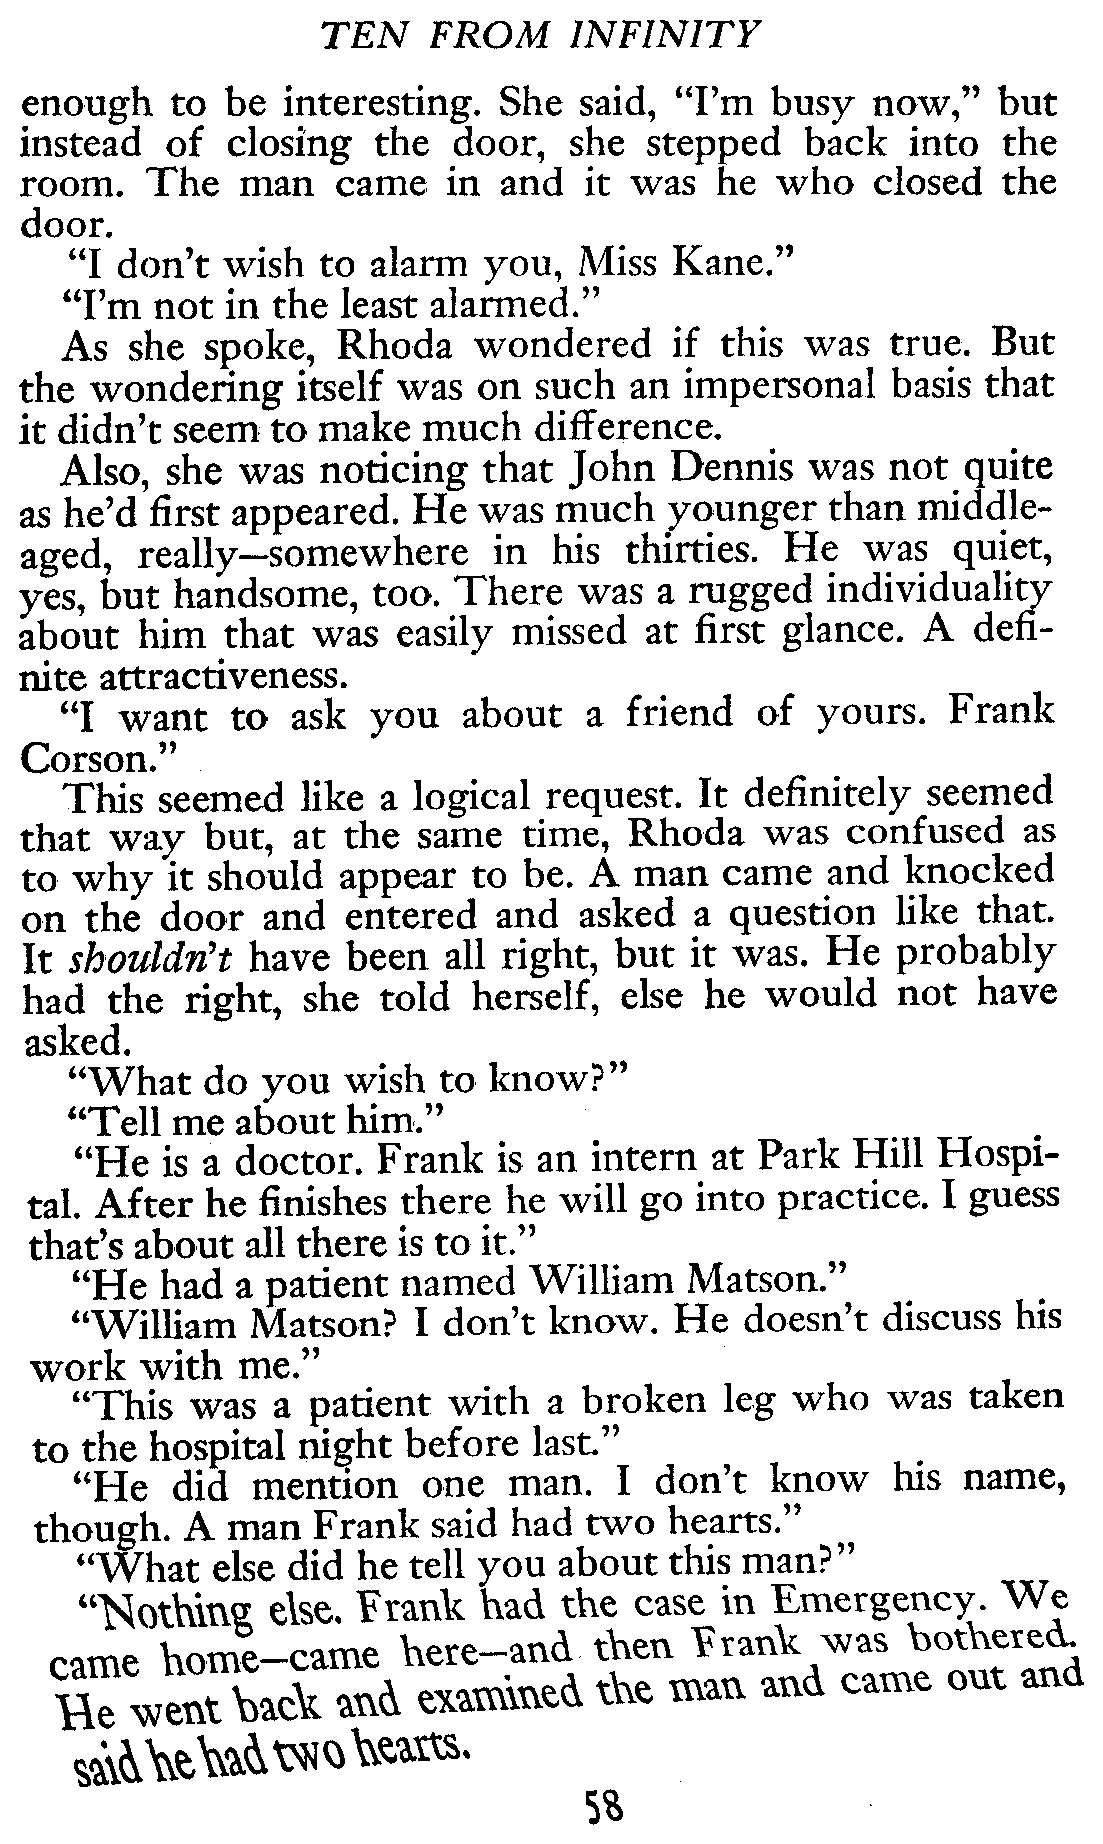 TEN FROM INFINITY
enough to be interesting. She said, “I’m busy now,” but
instead of closing the door, she stepped back into the
room. The man came in and it was he who closed the
door.
“I don’t wish to alarm you, Miss Kane.”
“I’m not in the least alarmed.”
As she spoke, Rhoda wondered if this was true. But
the wondering itself was on such an impersonal basis that
it didn’t seem to make much difference.
Also, she was noticing that John Dennis was not quite
as he’d first appeared. He was much younger than middle-
aged, really—somewhere in his thirties. He was quiet,
yes, but handsome, too. There was a rugged individuality
about him that was easily missed at first glance. A defi-
nite attractiveness.
“I want to ask you about a friend of yours. Frank
Corson.”
This seemed like a logical request. It definitely seemed
that way but, at the same time, Rhoda was confused as
to why it should appear to be. A man came and knocked
on the door and entered and asked a question like that.
It shouldn’t have been all right, but it was. He probably
had the right, she told herself, else he would not have
asked.
“What do you wish to know?”
“Tell me about him.”
“He is a doctor. Frank is an intern at Park Hill Hospi-
tal. After he finishes there he will go into practice. I guess
that’s about all there is to it.”
“He had a patient named William Matson.”
“William Matson? I don’t know. He doesn’t discuss his
work with me.”
“This was a patient with a broken leg who was taken
to the hospital night before last.”
“He did mention one man. I don’t know his name,
though. A man Frank said had two hearts.”
“What else did he tell you about this man?”
“Nothing else. Frank had the case in Emergency. We
came home—came here—and then Frank was bothered.
He went back and examined the man and came out and
said he had two hearts.
58